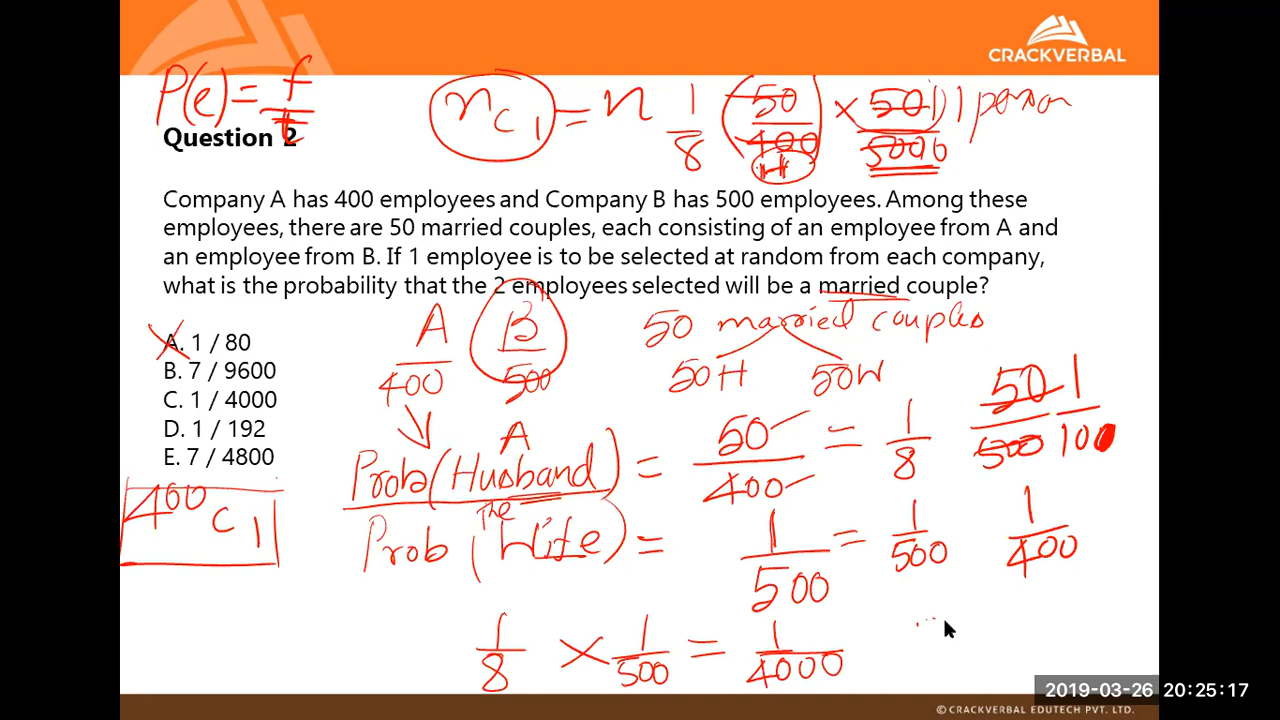 CRACKVERBAL
P(e) = f/t
nC1 = n 1/8 (50/400 × 50 1 1 person
H 500
Question 2
Company A has 400 employees and Company B has 500 employees. Among these
employees, there are 50 married couples, each consisting of an employee from A and
an employee from B. If 1 employee is to be selected at random from each company,
what is the probability that the 2 employees selected will be a married couple?
A. 1 / 80
B. 7 / 9600
C. 1 / 4000
D. 1 / 192
E. 7 / 4800
A B 50 married couples
400 500 50H 50W
A
Prob(Husband) = 50/400 = 1/8 50/500 1/100
the
Prob(Wife) = 1/500 = 1/500 1/400
400C1
1/8 × 1/500 = 1/4000
2019-03-26 20:25:17
© CRACKVERBAL EDUTECH PVT. LTD.